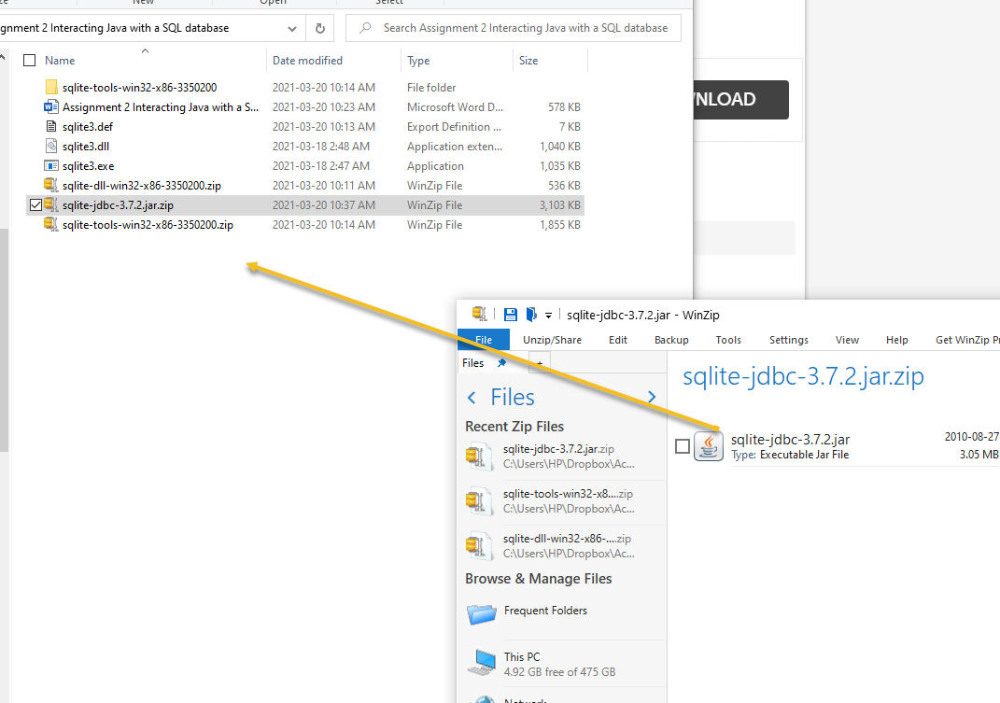 New
Open
Select
gnment 2 Interacting Java with a SQL database
Search Assignment 2 Interacting Java with a SQL database
Name Date modified Type Size
sqlite-tools-win32-x86-3350200 2021-03-20 10:14 AM File folder
Assignment 2 Interacting Java with a S... 2021-03-20 10:23 AM Microsoft Word D... 578 KB
sqlite3.def 2021-03-20 10:13 AM Export Definition ... 7 KB
sqlite3.dll 2021-03-18 2:48 AM Application exten... 1,040 KB
sqlite3.exe 2021-03-18 2:47 AM Application 1,035 KB
sqlite-dll-win32-x86-3350200.zip 2021-03-20 10:11 AM WinZip File 536 KB
sqlite-jdbc-3.7.2.jar.zip 2021-03-20 10:37 AM WinZip File 3,103 KB
sqlite-tools-win32-x86-3350200.zip 2021-03-20 10:14 AM WinZip File 1,855 KB
NLOAD
sqlite-jdbc-3.7.2.jar - WinZip
File Unzip/Share Edit Backup Tools Settings View Help Get WinZip Pr
Files +
Files
Recent Zip Files
sqlite-jdbc-3.7.2.jar.zip
C:\Users\HP\Dropbox\Ac...
sqlite-tools-win32-x8....zip
C:\Users\HP\Dropbox\Ac...
sqlite-dll-win32-x86-....zip
C:\Users\HP\Dropbox\Ac...
Browse & Manage Files
Frequent Folders
This PC
4.92 GB free of 475 GB
Network
sqlite-jdbc-3.7.2.jar.zip
sqlite-jdbc-3.7.2.jar 2010-08-27
Type: Executable Jar File 3.05 MB